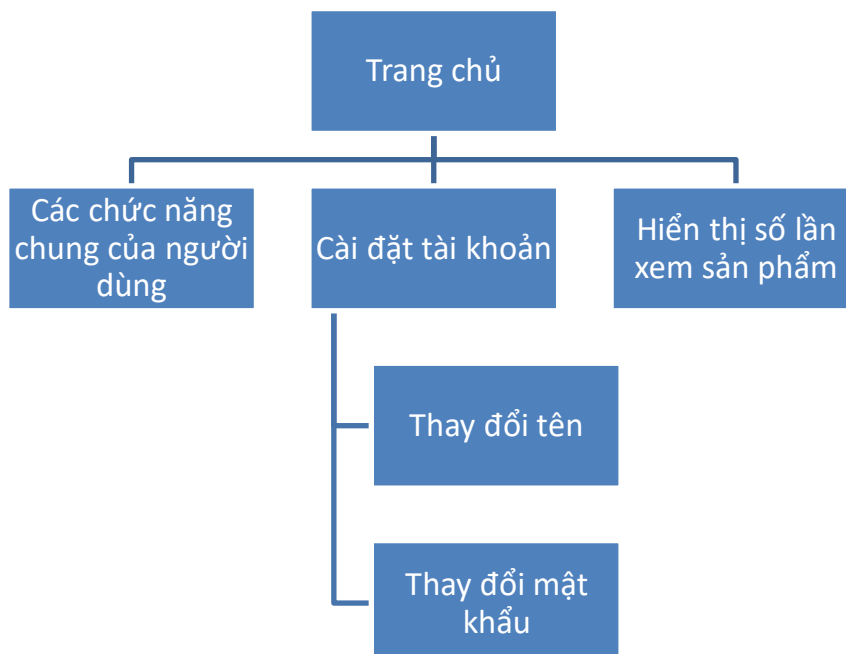 Trang chủ
Các chức năng
chung của người
dùng
Cài đặt tài khoản
Hiển thị số lần
xem sản phẩm
Thay đổi tên
Thay đổi mật
khẩu